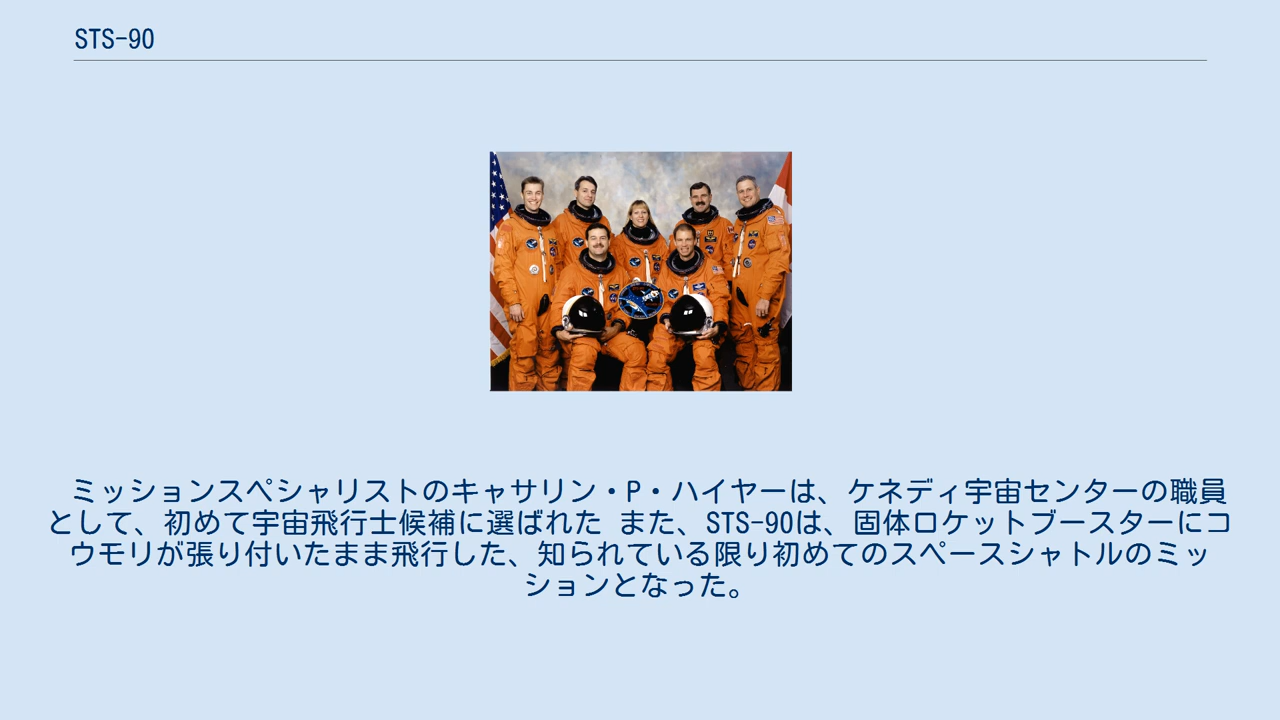 STS-90
ミッションスペシャリストのキャサリン・P・ハイヤーは、ケネディ宇宙センターの職員
として、初めて宇宙飛行士候補に選ばれた また、STS-90は、固体ロケットブースターにコ
ウモリが張り付いたまま飛行した、知られている限り初めてのスペースシャトルのミッ
ションとなった。